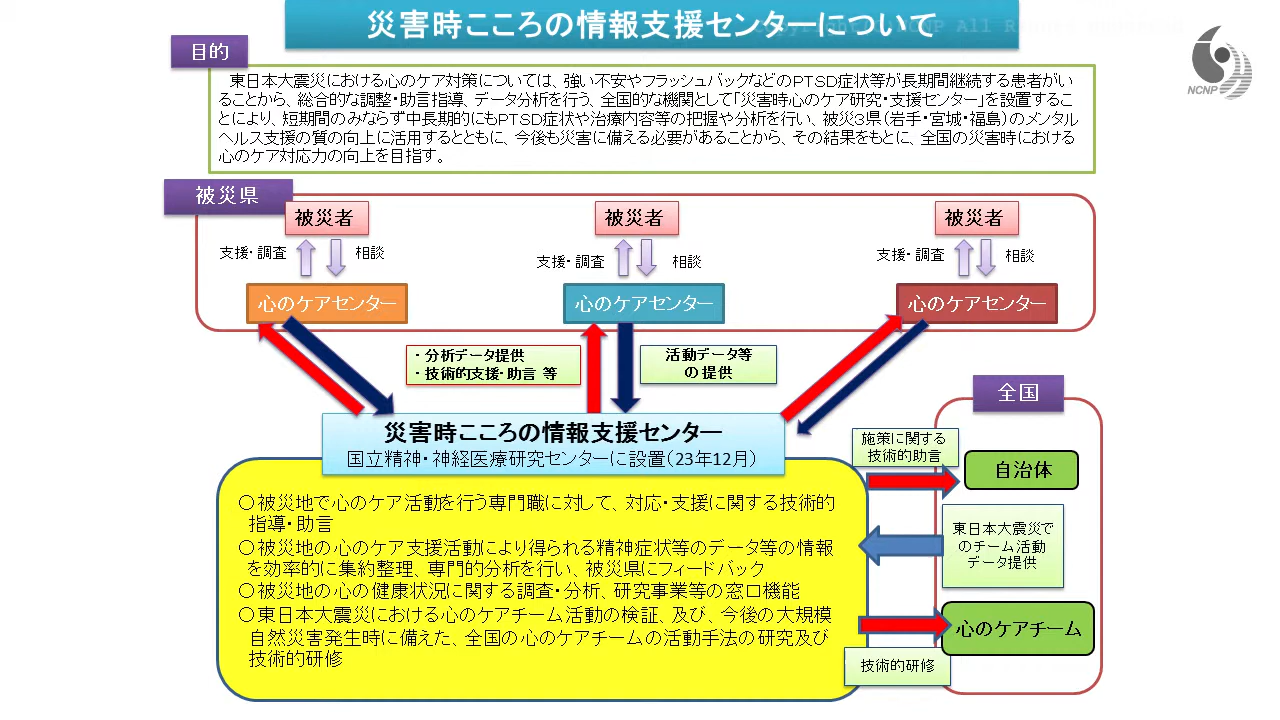 災害時こころの情報支援センターについて
目的
東日本大震災における心のケア対策については、強い不安やフラッシュバックなどのPTSD症状等が長期間継続する患者がい
ることから、総合的な調整・助言指導、データ分析を行う、全国的な機関として「災害時心のケア研究・支援センター」を設置するこ
とにより、短期間のみならず中長期的にもPTSD症状や治療内容等の把握や分析を行い、被災3県（岩手・宮城・福島）のメンタル
ヘルス支援の質の向上に活用するとともに、今後も災害に備える必要があることから、その結果をもとに、全国の災害時における
心のケア対応力の向上を目指す。
NCNP
被災県
被災者
被災者
被災者
支援・調査
相談
支援・調査
相談
支援・調査
相談
心のケアセンター
心のケアセンター
心のケアセンター
・分析データ提供
・技術的支援・助言 等
活動データ等
の提供
災害時こころの情報支援センター
国立精神・神経医療研究センターに設置（23年12月）
○被災地で心のケア活動を行う専門職に対して、対応・支援に関する技術的
指導・助言
○被災地の心のケア支援活動により得られる精神症状等のデータ等の情報
を効率的に集約整理、専門的分析を行い、被災県にフィードバック
○被災地の心の健康状況に関する調査・分析、研究事業等の窓口機能
○東日本大震災における心のケアチーム活動の検証、及び、今後の大規模
自然災害発生時に備えた、全国の心のケアチームの活動手法の研究及び
技術的研修
全国
施策に関する
技術的助言
自治体
東日本大震災で
のチーム活動
データ提供
心のケアチーム
技術的研修